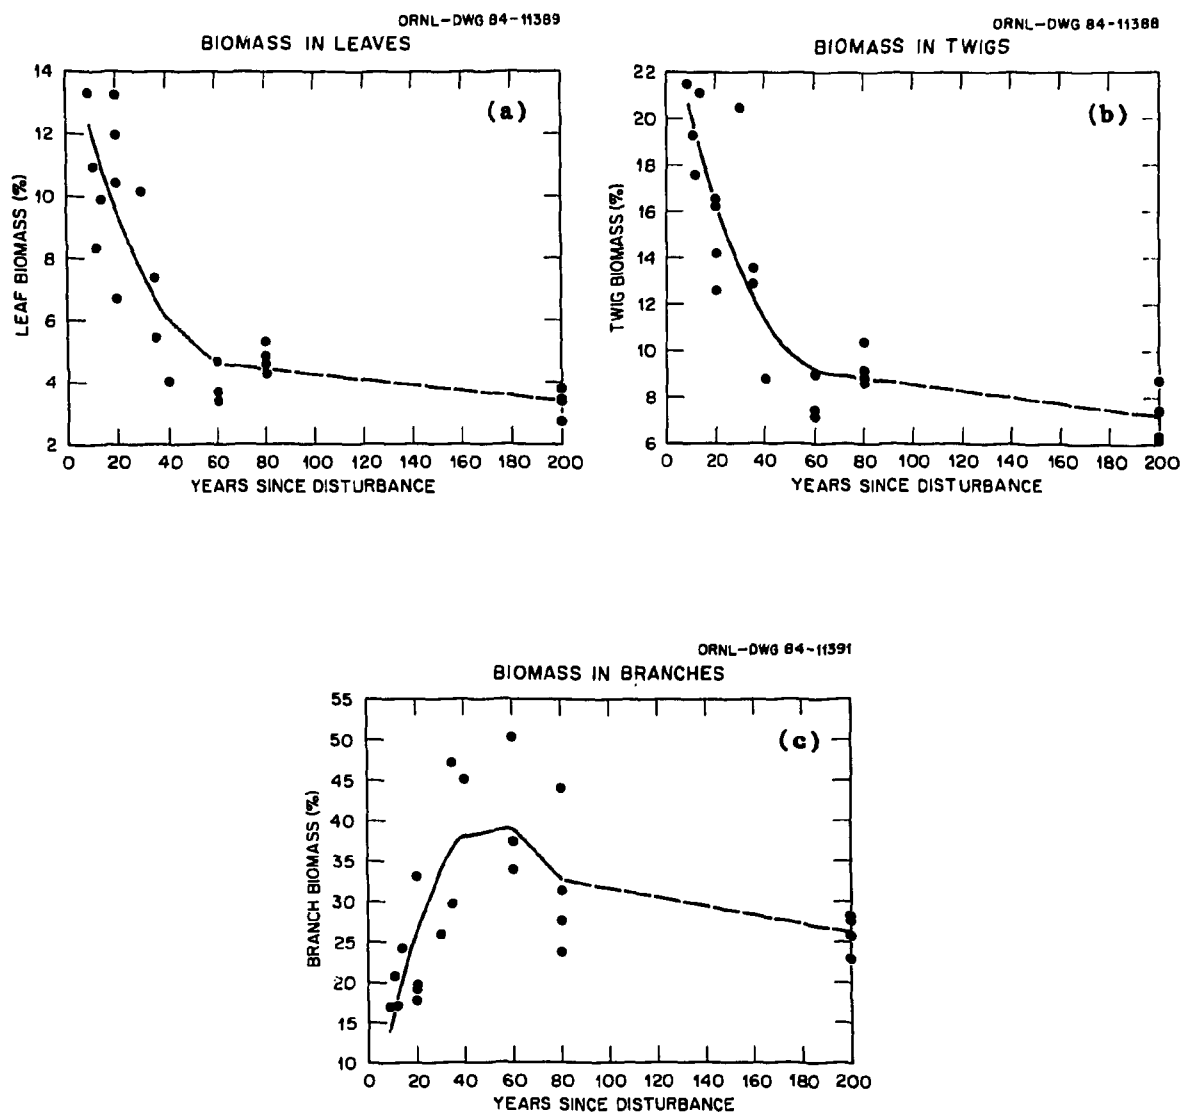 ORNL-DWG 84-11389
BIOMASS IN LEAVES
(a)
14
12
10
8
6
4
2
LEAF BIOMASS (%)
0 20 40 60 80 100 120 140 160 180 200
YEARS SINCE DISTURBANCE
ORNL-DWG 84-11388
BIOMASS IN TWIGS
(b)
22
20
18
16
14
12
10
8
6
TWIG BIOMASS (%)
0 20 40 60 80 100 120 140 160 180 200
YEARS SINCE DISTURBANCE
ORNL-DWG 84-11391
BIOMASS IN BRANCHES
(c)
55
50
45
40
35
30
25
20
15
10
BRANCH BIOMASS (%)
0 20 40 60 80 100 120 140 160 180 200
YEARS SINCE DISTURBANCE